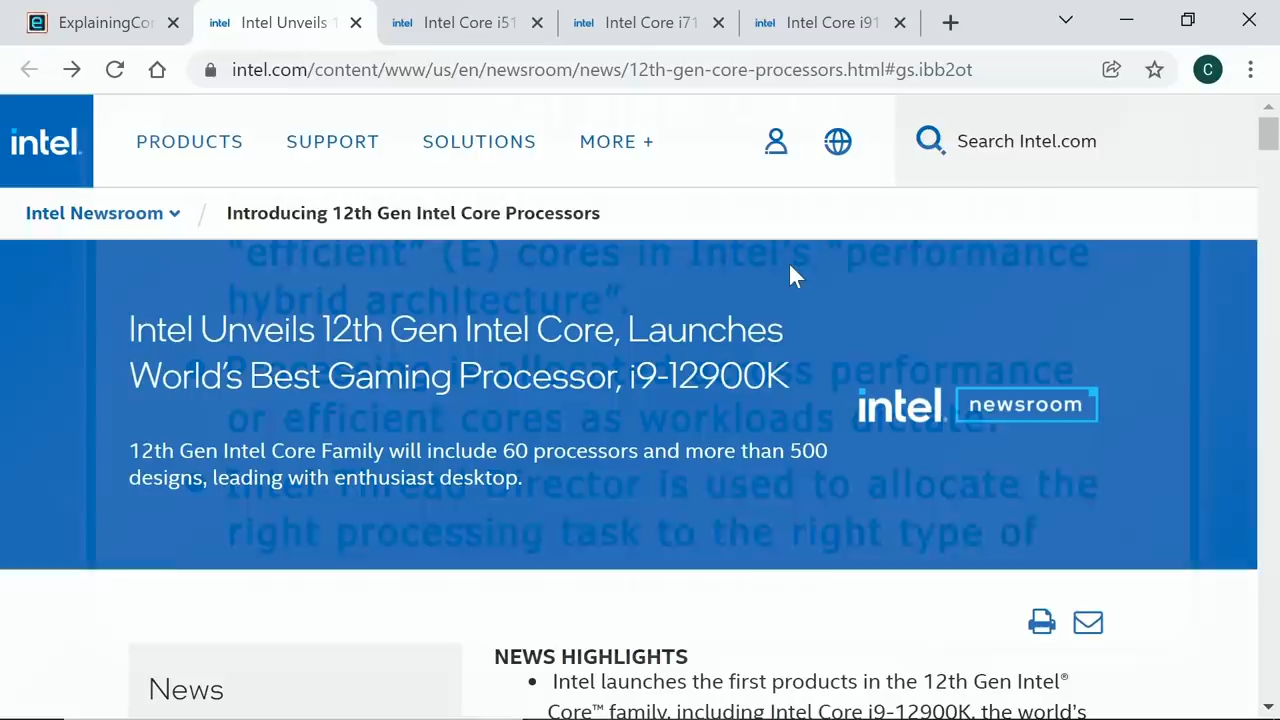 ExplainingCo
Intel Unveils 1
Intel Core i51
Intel Core i71
Intel Core i91
intel.com/content/www/us/en/newsroom/news/12th-gen-core-processors.html#gs.ibb2ot
C
intel.
PRODUCTS
SUPPORT
SOLUTIONS
MORE +
Search Intel.com
Intel Newsroom / Introducing 12th Gen Intel Core Processors
"efficient" (E) cores in Intel's "performance
hybrid architecture".
Intel Unveils 12th Gen Intel Core, Launches
World's Best Gaming Processor, i9-12900K
performance
or efficient cores as workloads dictate.
intel. newsroom
12th Gen Intel Core Family will include 60 processors and more than 500
designs, leading with enthusiast desktop.
Intel Thread Director is used to allocate the
right processing task to the right type of
News
NEWS HIGHLIGHTS
• Intel launches the first products in the 12th Gen Intel®
Core™ family, including Intel Core i9-12900K, the world's